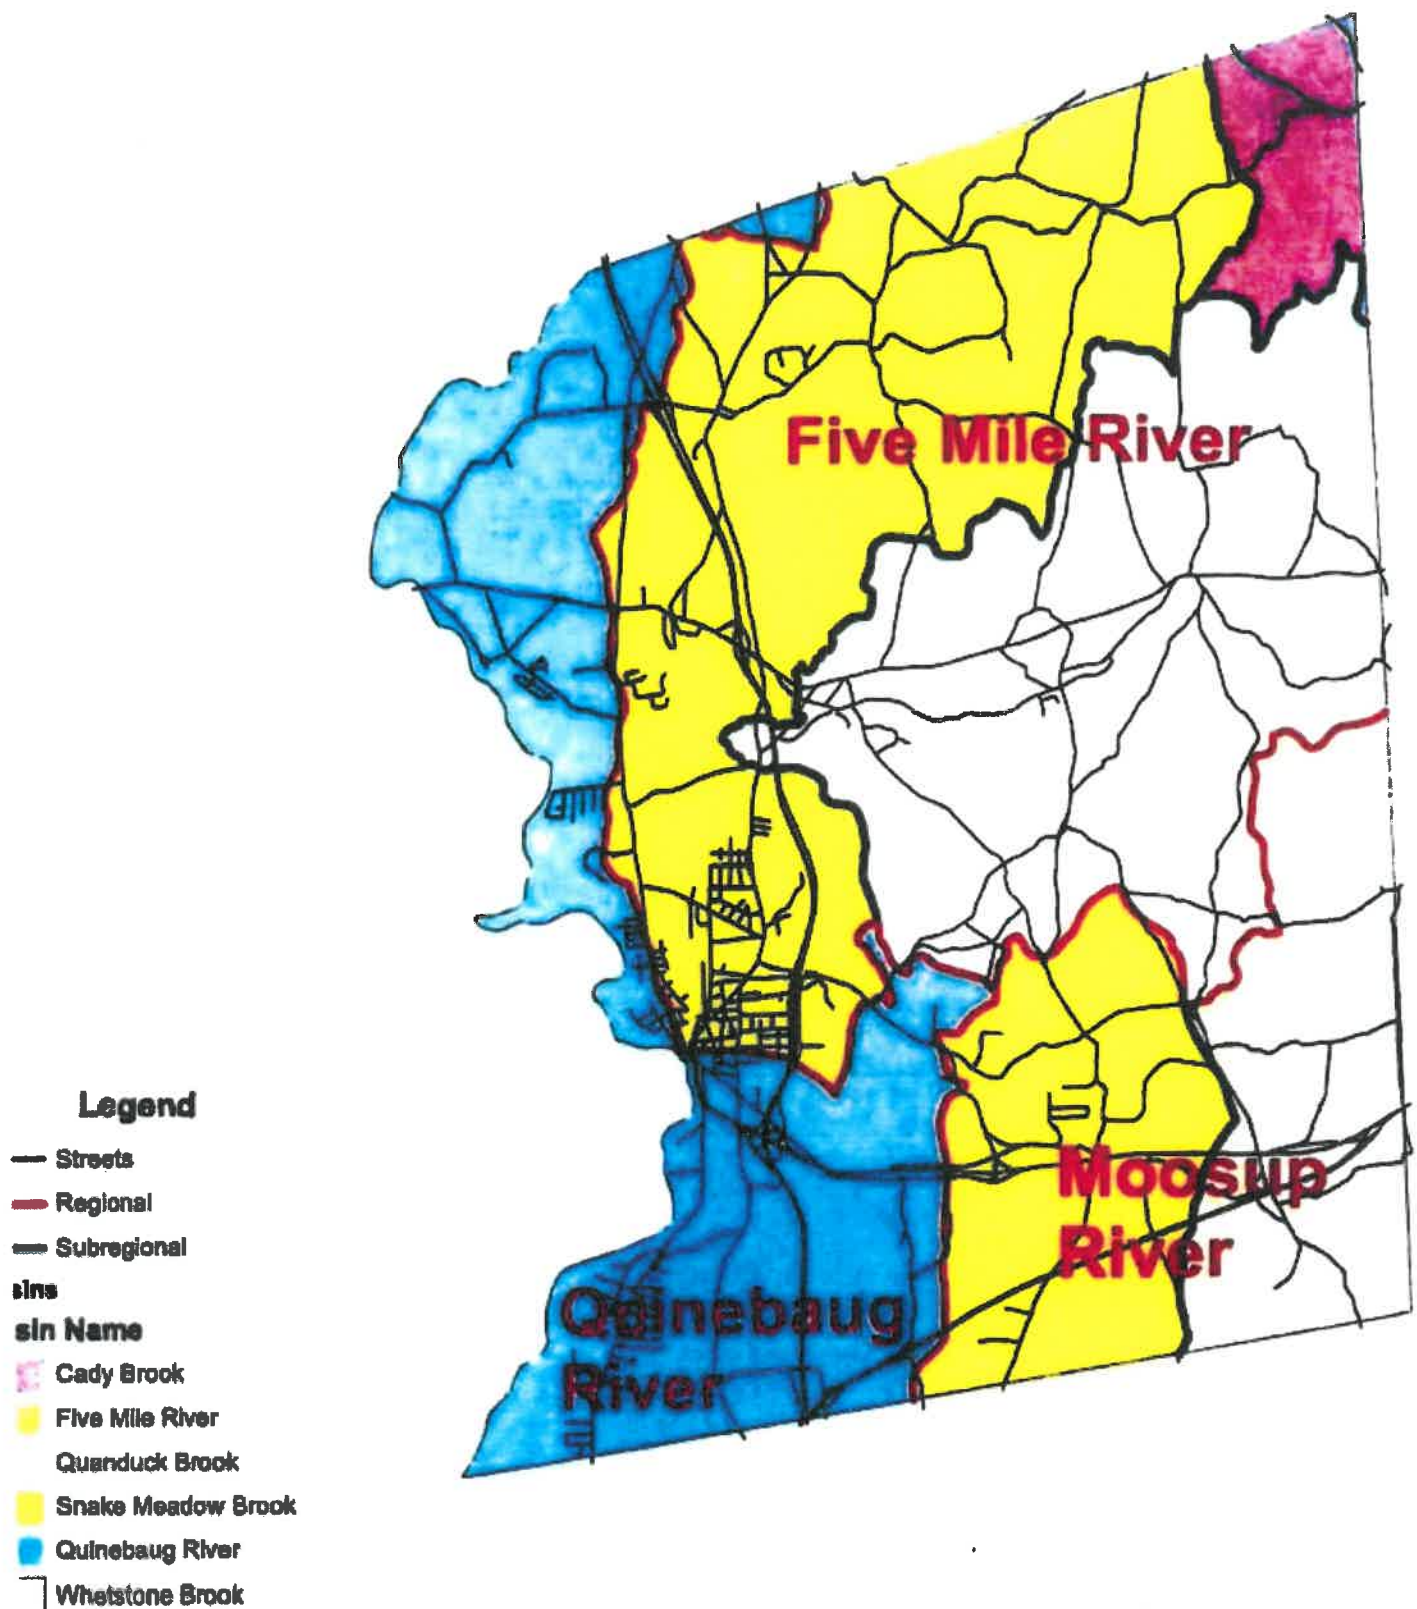 Five Mile River
Moosup
River
Quinebaug
River
Legend
Streets
Regional
Subregional
sins
sin Name
Cady Brook
Five Mile River
Quanduck Brook
Snake Meadow Brook
Quinebaug River
Whetstone Brook